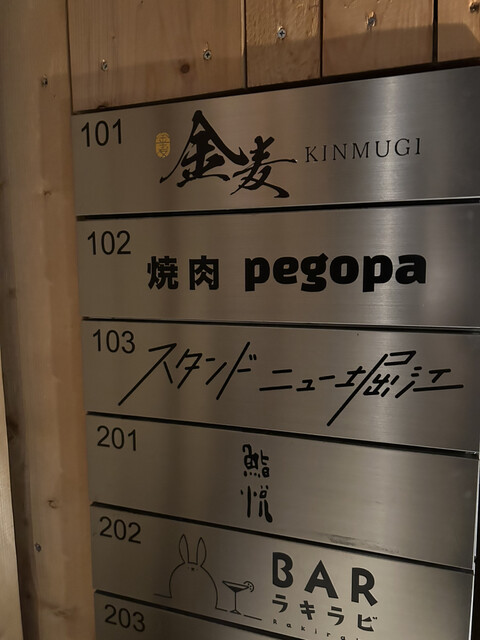 101 金麦 KINMUGI
102 焼肉 pegopa
103 スタンドニュー堀江
201 鮨
悦
202 BAR
ラキラビ
203